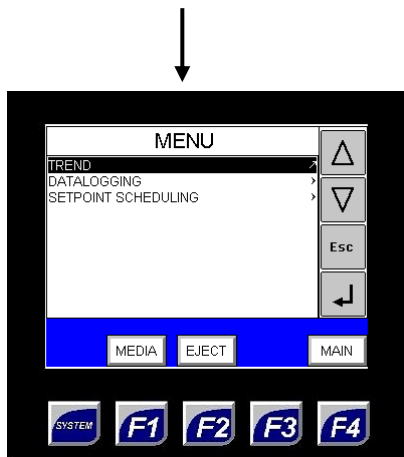 MENU
TREND
DATALOGGING >
SETPOINT SCHEDULING >
Esc
MEDIA EJECT MAIN
SYSTEM F1 F2 F3 F4